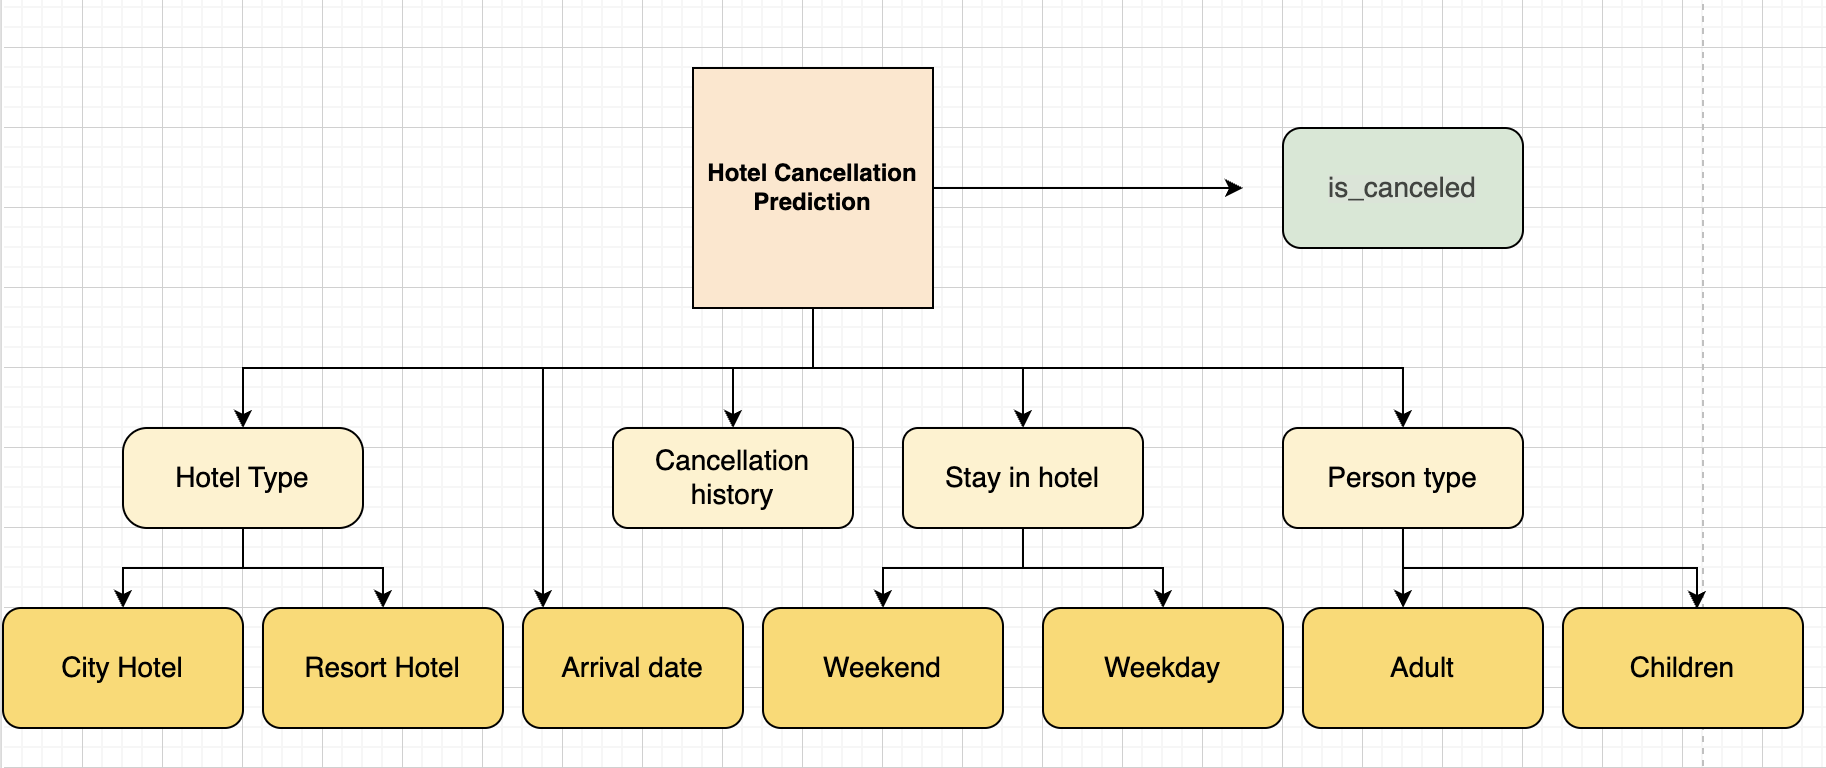 Hotel Cancellation
Prediction
is_canceled
Hotel Type
Cancellation
history
Stay in hotel
Person type
City Hotel
Resort Hotel
Arrival date
Weekend
Weekday
Adult
Children